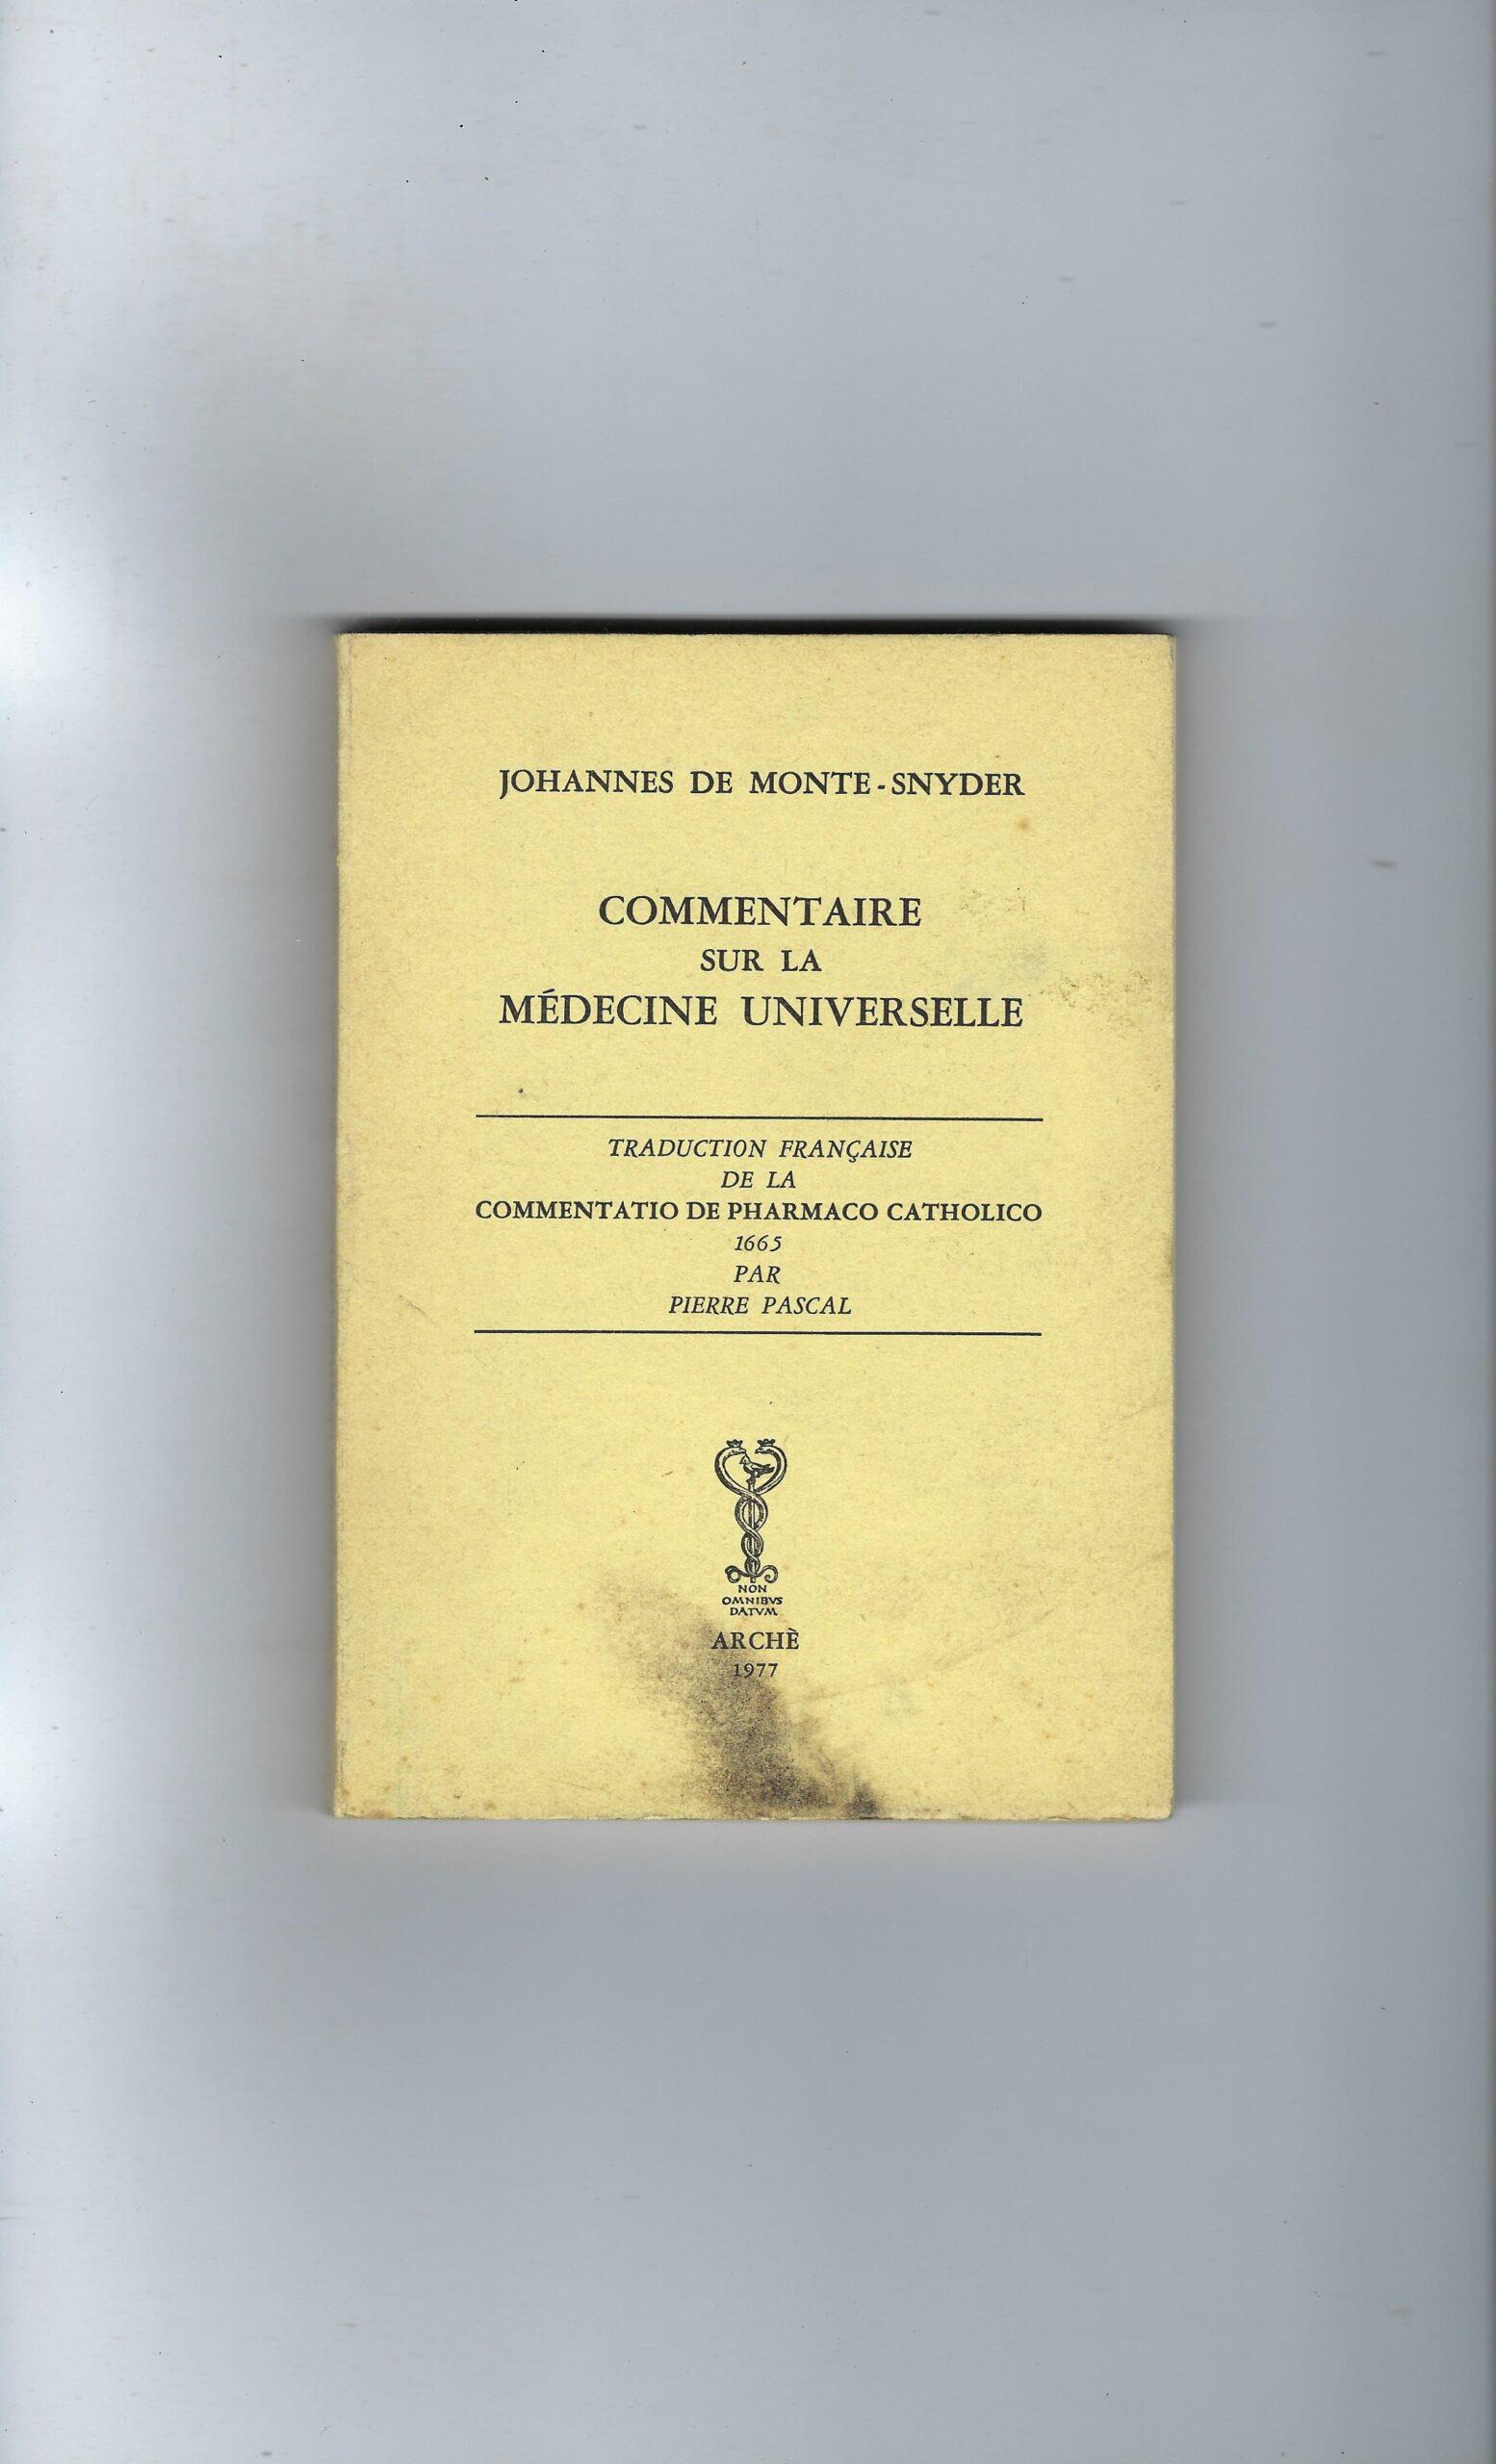 JOHANNES DE MONTE-SNYDER
COMMENTAIRE
SUR LA
MÉDECINE UNIVERSELLE
TRADUCTION FRANÇAISE
DE LA
COMMENTATIO DE PHARMACO CATHOLICO
1665
PAR
PIERRE PASCAL
NON
OMNIBVS
DATVM
ARCHÈ
1977